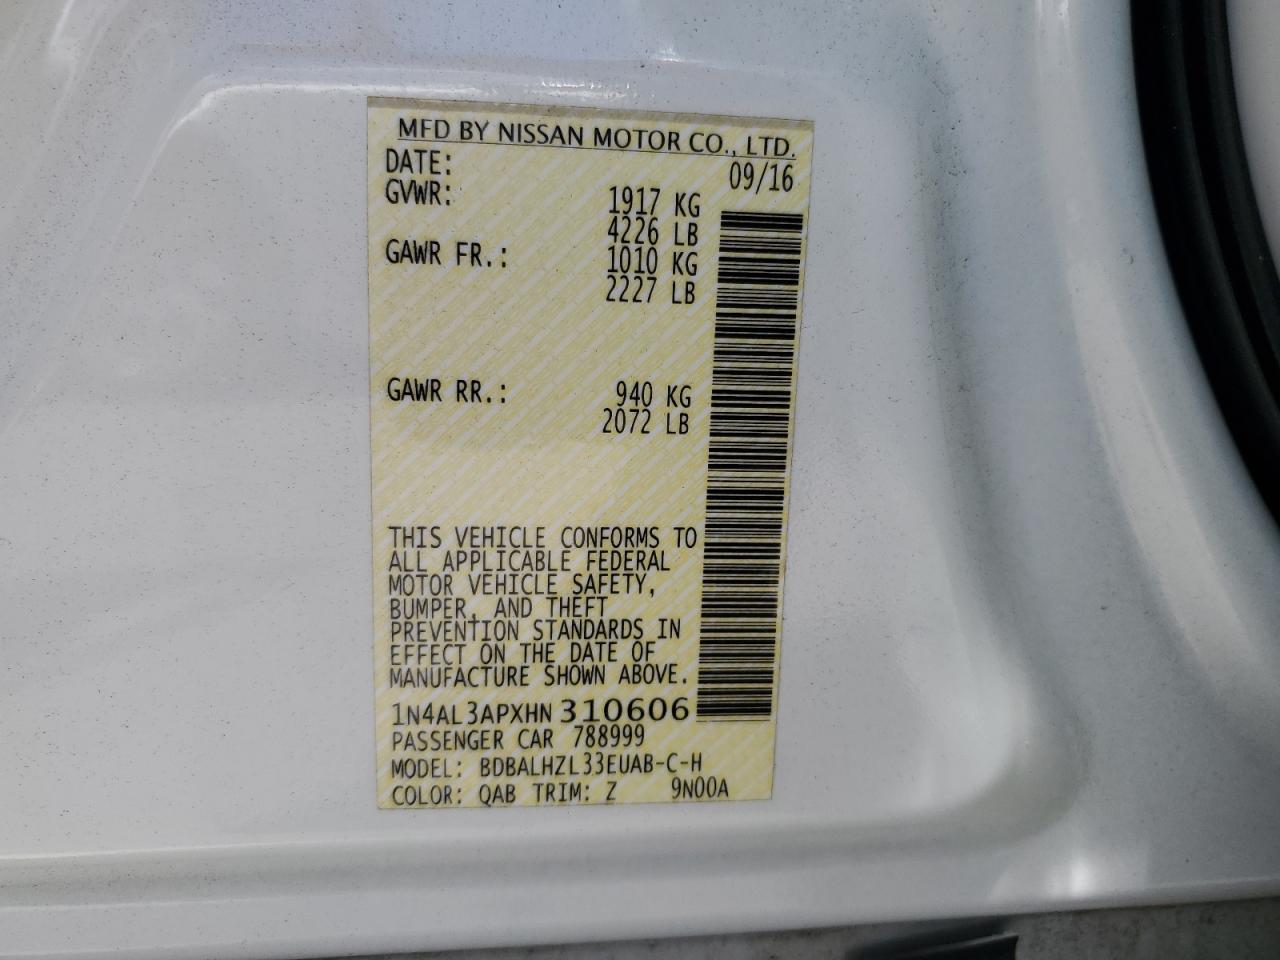 MFD BY NISSAN MOTOR CO., LTD.
DATE: 09/16
GVWR: 1917 KG
4226 LB
GAWR FR.: 1010 KG
2227 LB
GAWR RR.: 940 KG
2072 LB
THIS VEHICLE CONFORMS TO
ALL APPLICABLE FEDERAL
MOTOR VEHICLE SAFETY,
BUMPER, AND THEFT
PREVENTION STANDARDS IN
EFFECT ON THE DATE OF
MANUFACTURE SHOWN ABOVE.
1N4AL3APXHN310606
PASSENGER CAR 788999
MODEL: BDBALHZL33EUAB-C-H
COLOR: QAB TRIM: Z 9N00A